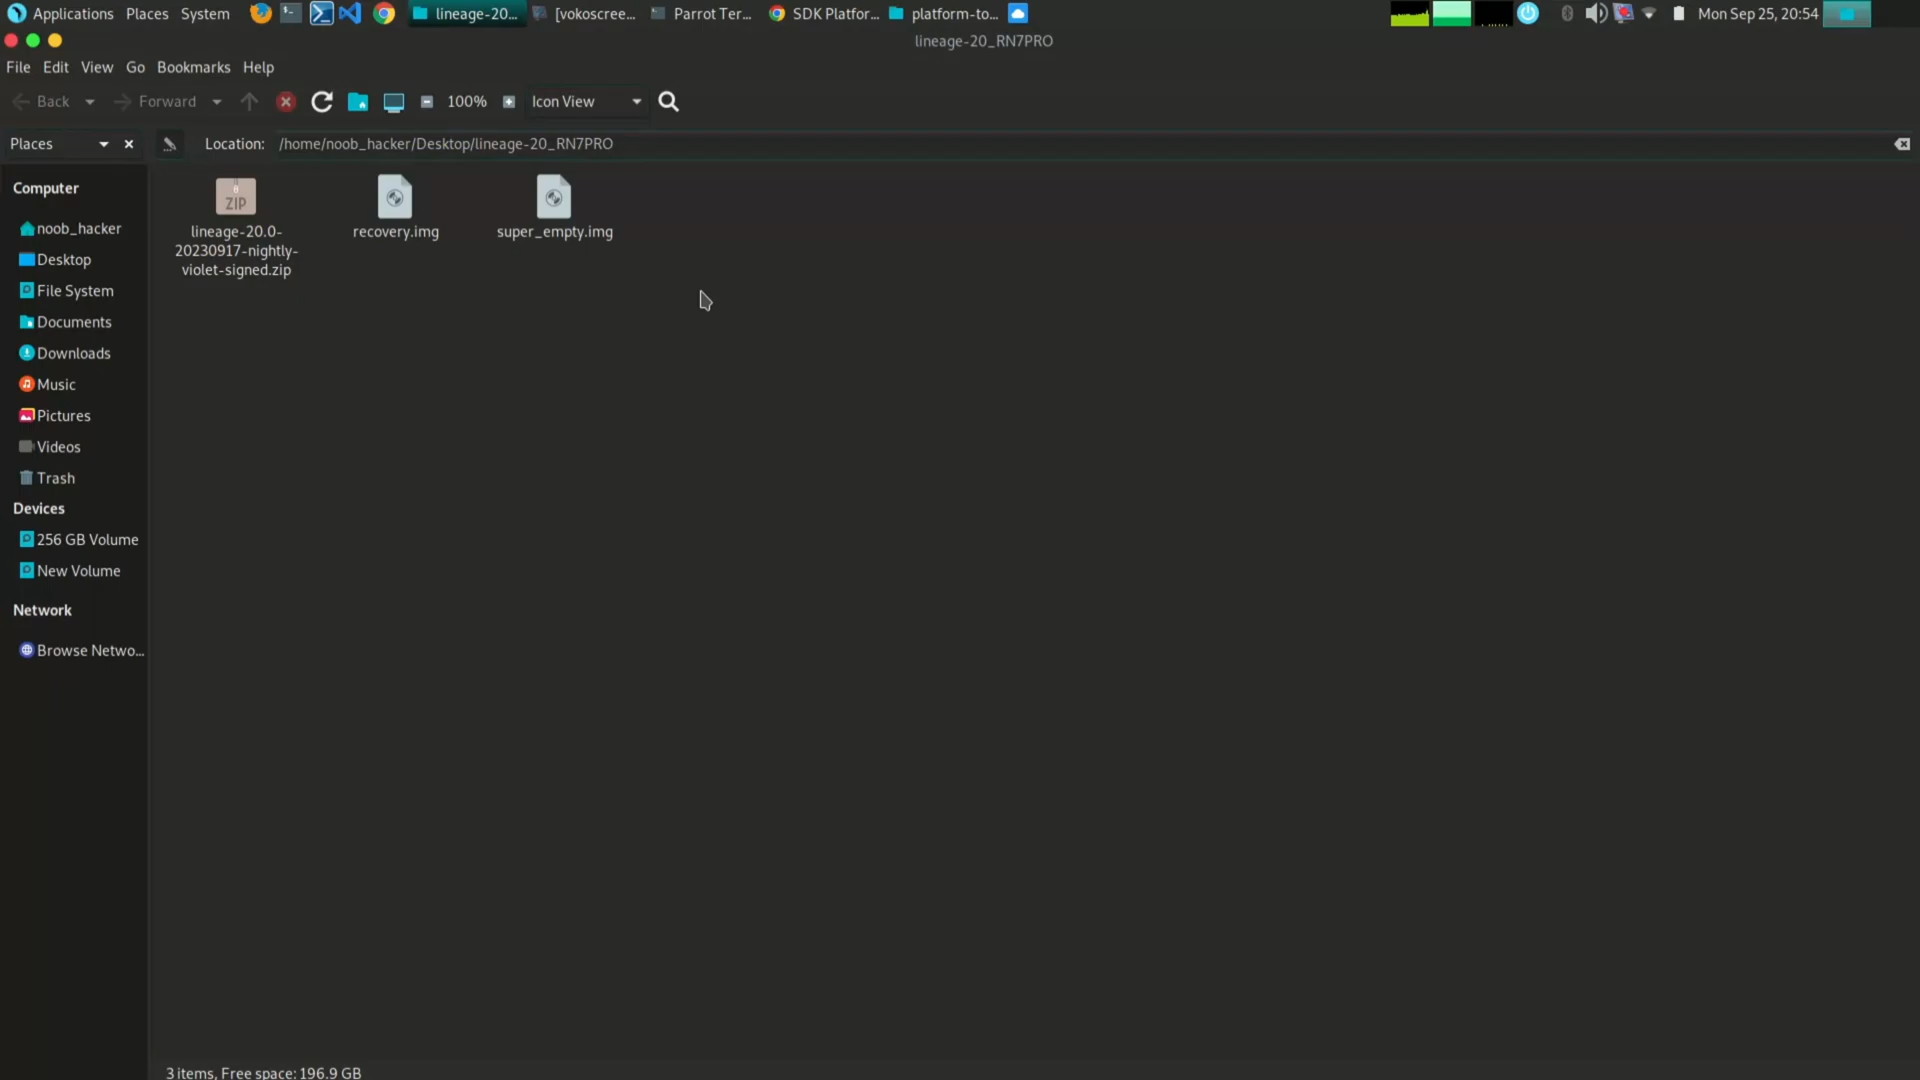 Applications Places System lineage-20... [vokoscree... Parrot Ter... SDK Platfor... platform-to... Mon Sep 25, 20:54
lineage-20_RN7PRO
File Edit View Go Bookmarks Help
Back Forward 100% Icon View
Places Location: /home/noob_hacker/Desktop/lineage-20_RN7PRO
Computer
noob_hacker
Desktop
File System
Documents
Downloads
Music
Pictures
Videos
Trash
Devices
256 GB Volume
New Volume
Network
Browse Netwo...
ZIP
lineage-20.0-
20230917-nightly-
violet-signed.zip
recovery.img
super_empty.img
3 items, Free space: 196.9 GB